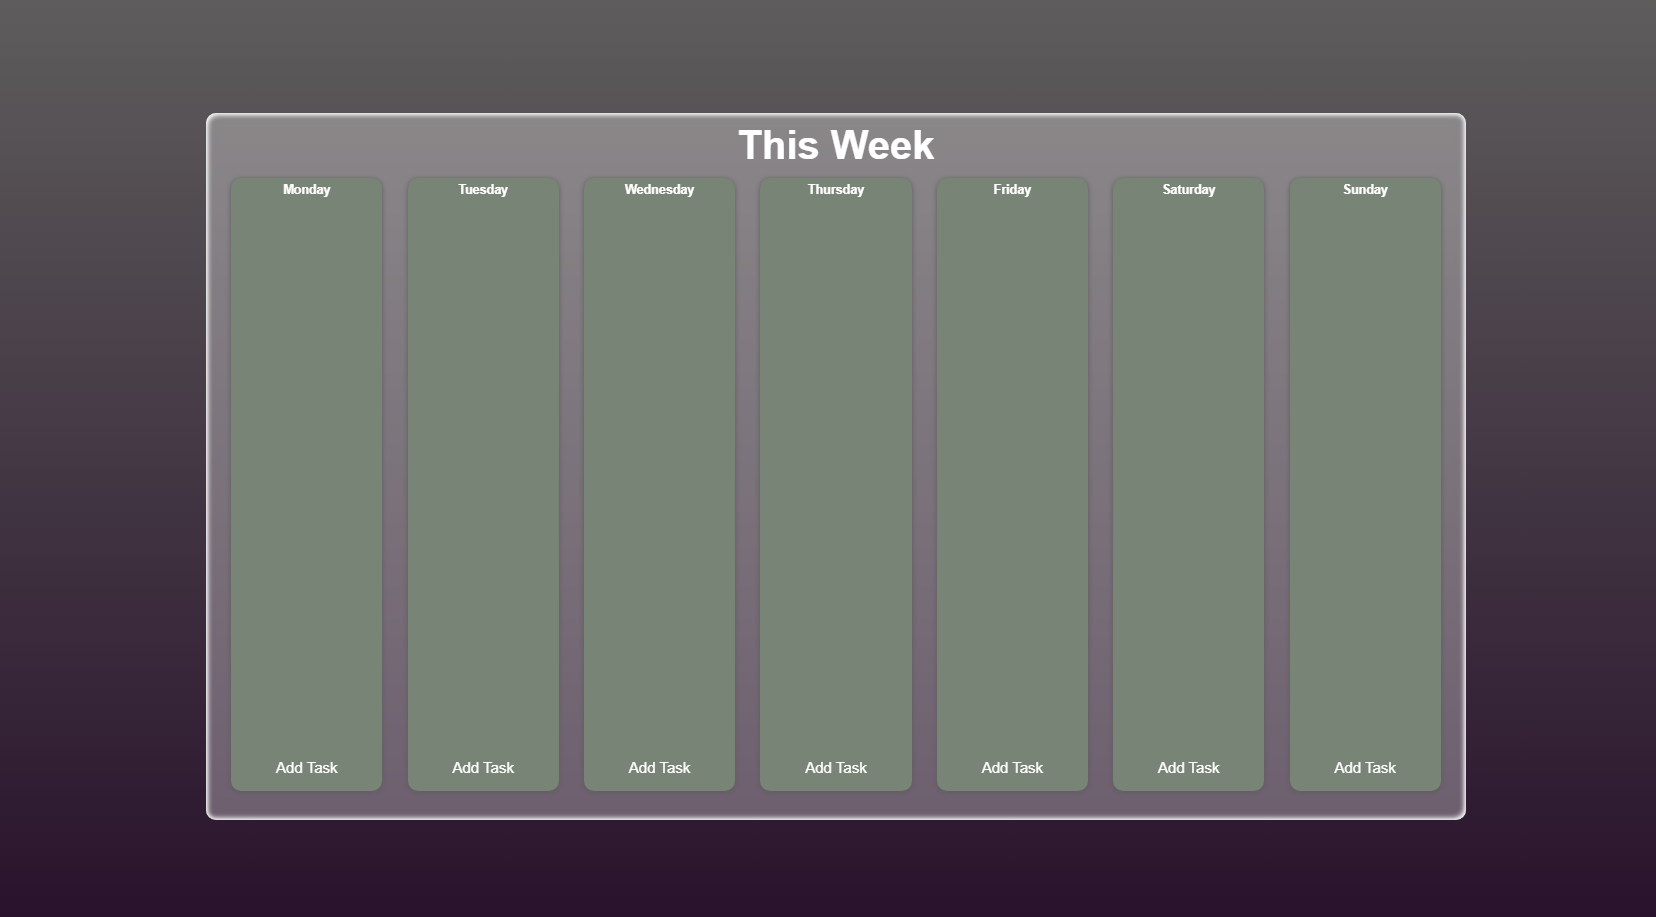 This Week
Monday
Tuesday
Wednesday
Thursday
Friday
Saturday
Sunday
Add Task
Add Task
Add Task
Add Task
Add Task
Add Task
Add Task